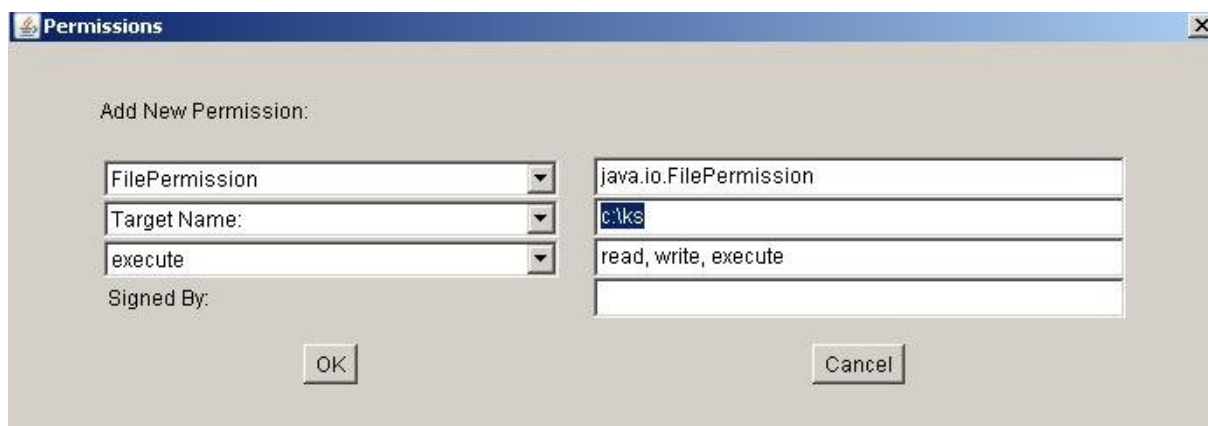 Permissions
Add New Permission:
FilePermission java.io.FilePermission
Target Name: c:\ks
execute read, write, execute
Signed By:
OK Cancel